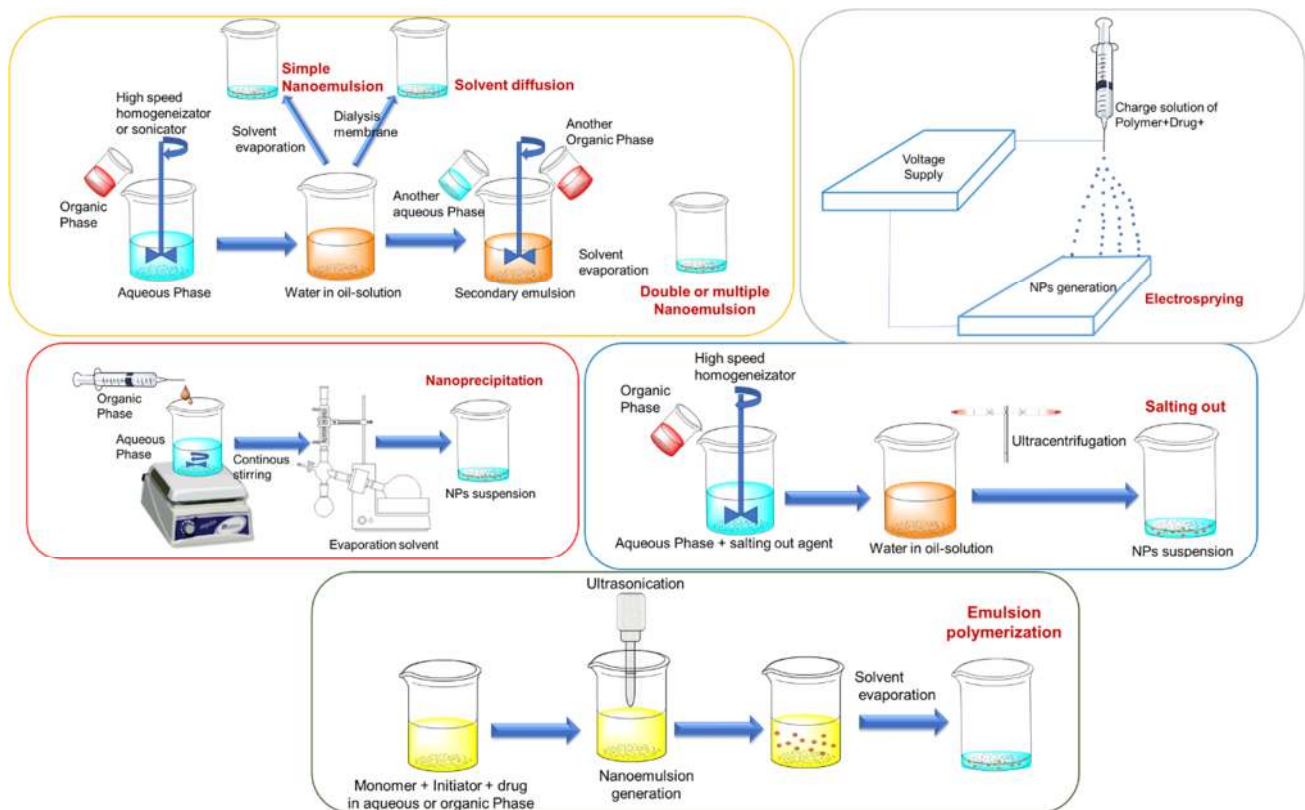 Simple
Nanoemulsion
Solvent diffusion
High speed
homogeneizator
or sonicator
Solvent
evaporation
Dialysis
membrane
Another
Organic Phase
Organic
Phase
Another
aqueous Phase
Aqueous Phase
Water in oil-solution
Secondary emulsion
Solvent
evaporation
Double or multiple
Nanoemulsion
Charge solution of
Polymer+Drug+
Voltage
Supply
NPs generation
Electrosprying
Organic
Phase
Aqueous
Phase
Continous
stirring
Evaporation solvent
Nanoprecipitation
NPs suspension
High speed
homogeneizator
Organic
Phase
Aqueous Phase + salting out agent
Water in oil-solution
Ultracentrifugation
Salting out
NPs suspension
Ultrasonication
Emulsion
polymerization
Solvent
evaporation
Monomer + Initiator + drug
in aqueous or organic Phase
Nanoemulsion
generation